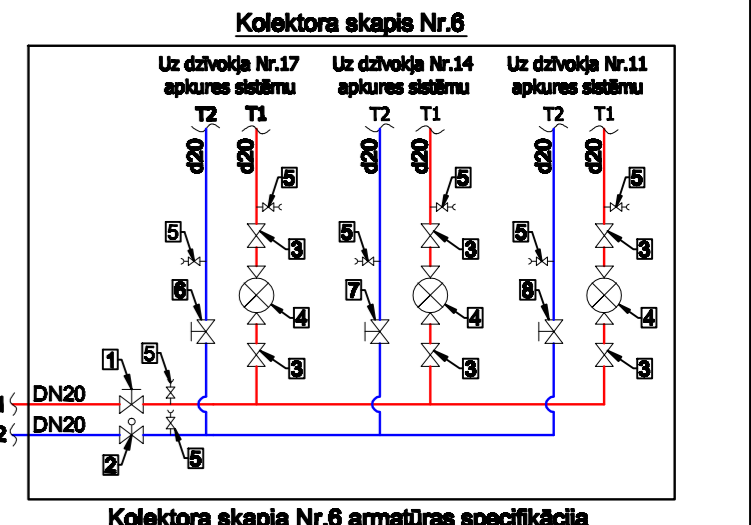 Kolektora skapis Nr.6
Uz dzīvokļa Nr.17 Uz dzīvokļa Nr.14 Uz dzīvokļa Nr.11
apkures sistēmu apkures sistēmu apkures sistēmu
T2 T1 T2 T1 T2 T1
d20 d20 d20 d20 d20 d20
5 5 5
5 3 5 3 5 3
6 4 7 4 8 4
1 5 3 3 3
1 DN20
2 DN20
2 5
Kolektora skapja Nr.6 armatūras specifikācija